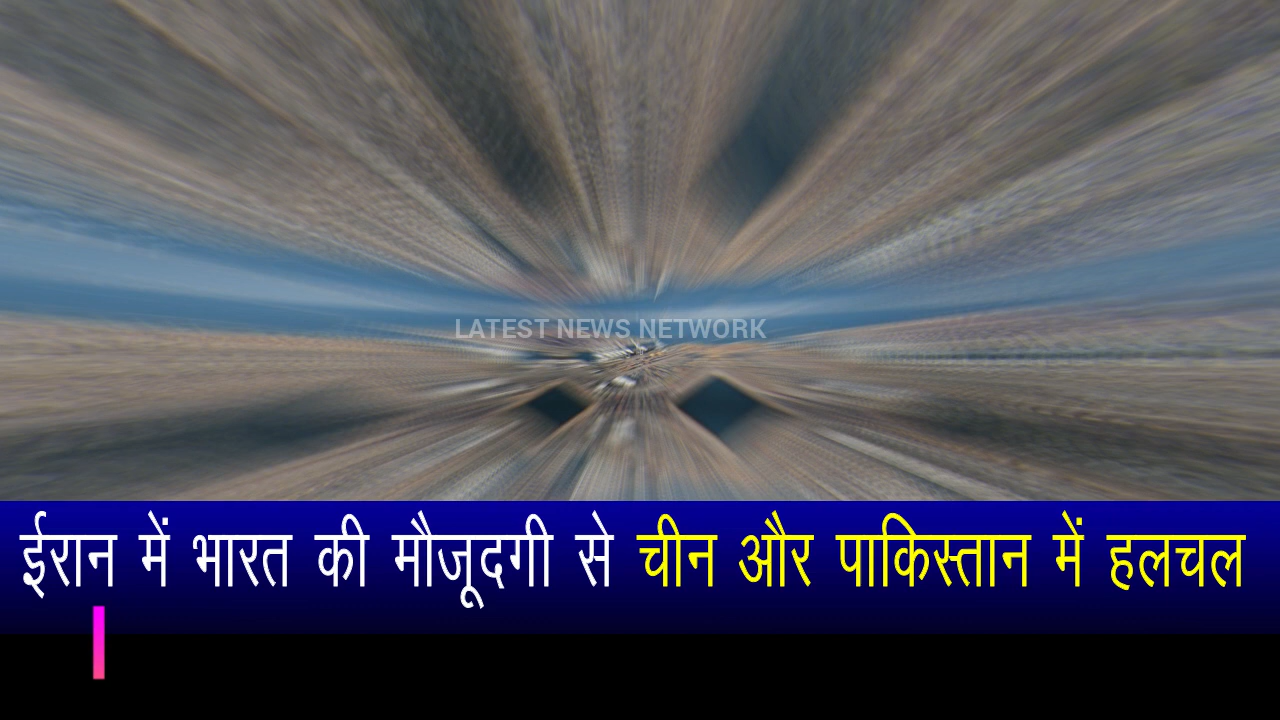 LATEST NEWS NETWORK
ईरान में भारत की मौजूदगी से चीन और पाकिस्तान में हलचल